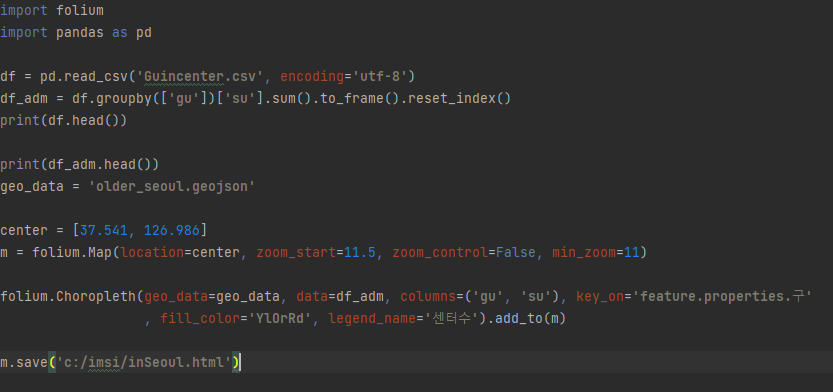 import folium
import pandas as pd
df = pd.read_csv('Guincenter.csv', encoding='utf-8')
df_adm = df.groupby(['gu'])['su'].sum().to_frame().reset_index()
print(df.head())
print(df_adm.head())
geo_data = 'older_seoul.geojson'
center = [37.541, 126.986]
m = folium.Map(location=center, zoom_start=11.5, zoom_control=False, min_zoom=11)
folium.Choropleth(geo_data=geo_data, data=df_adm, columns=('gu', 'su'), key_on='feature.properties.구'
, fill_color='YlOrRd', legend_name='센터수').add_to(m)
m.save('c:/imsi/inSeoul.html')